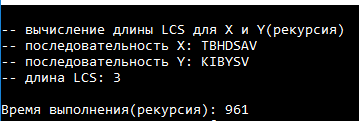 -- вычисление длины LCS для X и Y(рекурсия)
-- последовательность X: TBHDSAV
-- последовательность Y: KIBYSV
-- длина LCS: 3
Время выполнения(рекурсия): 961